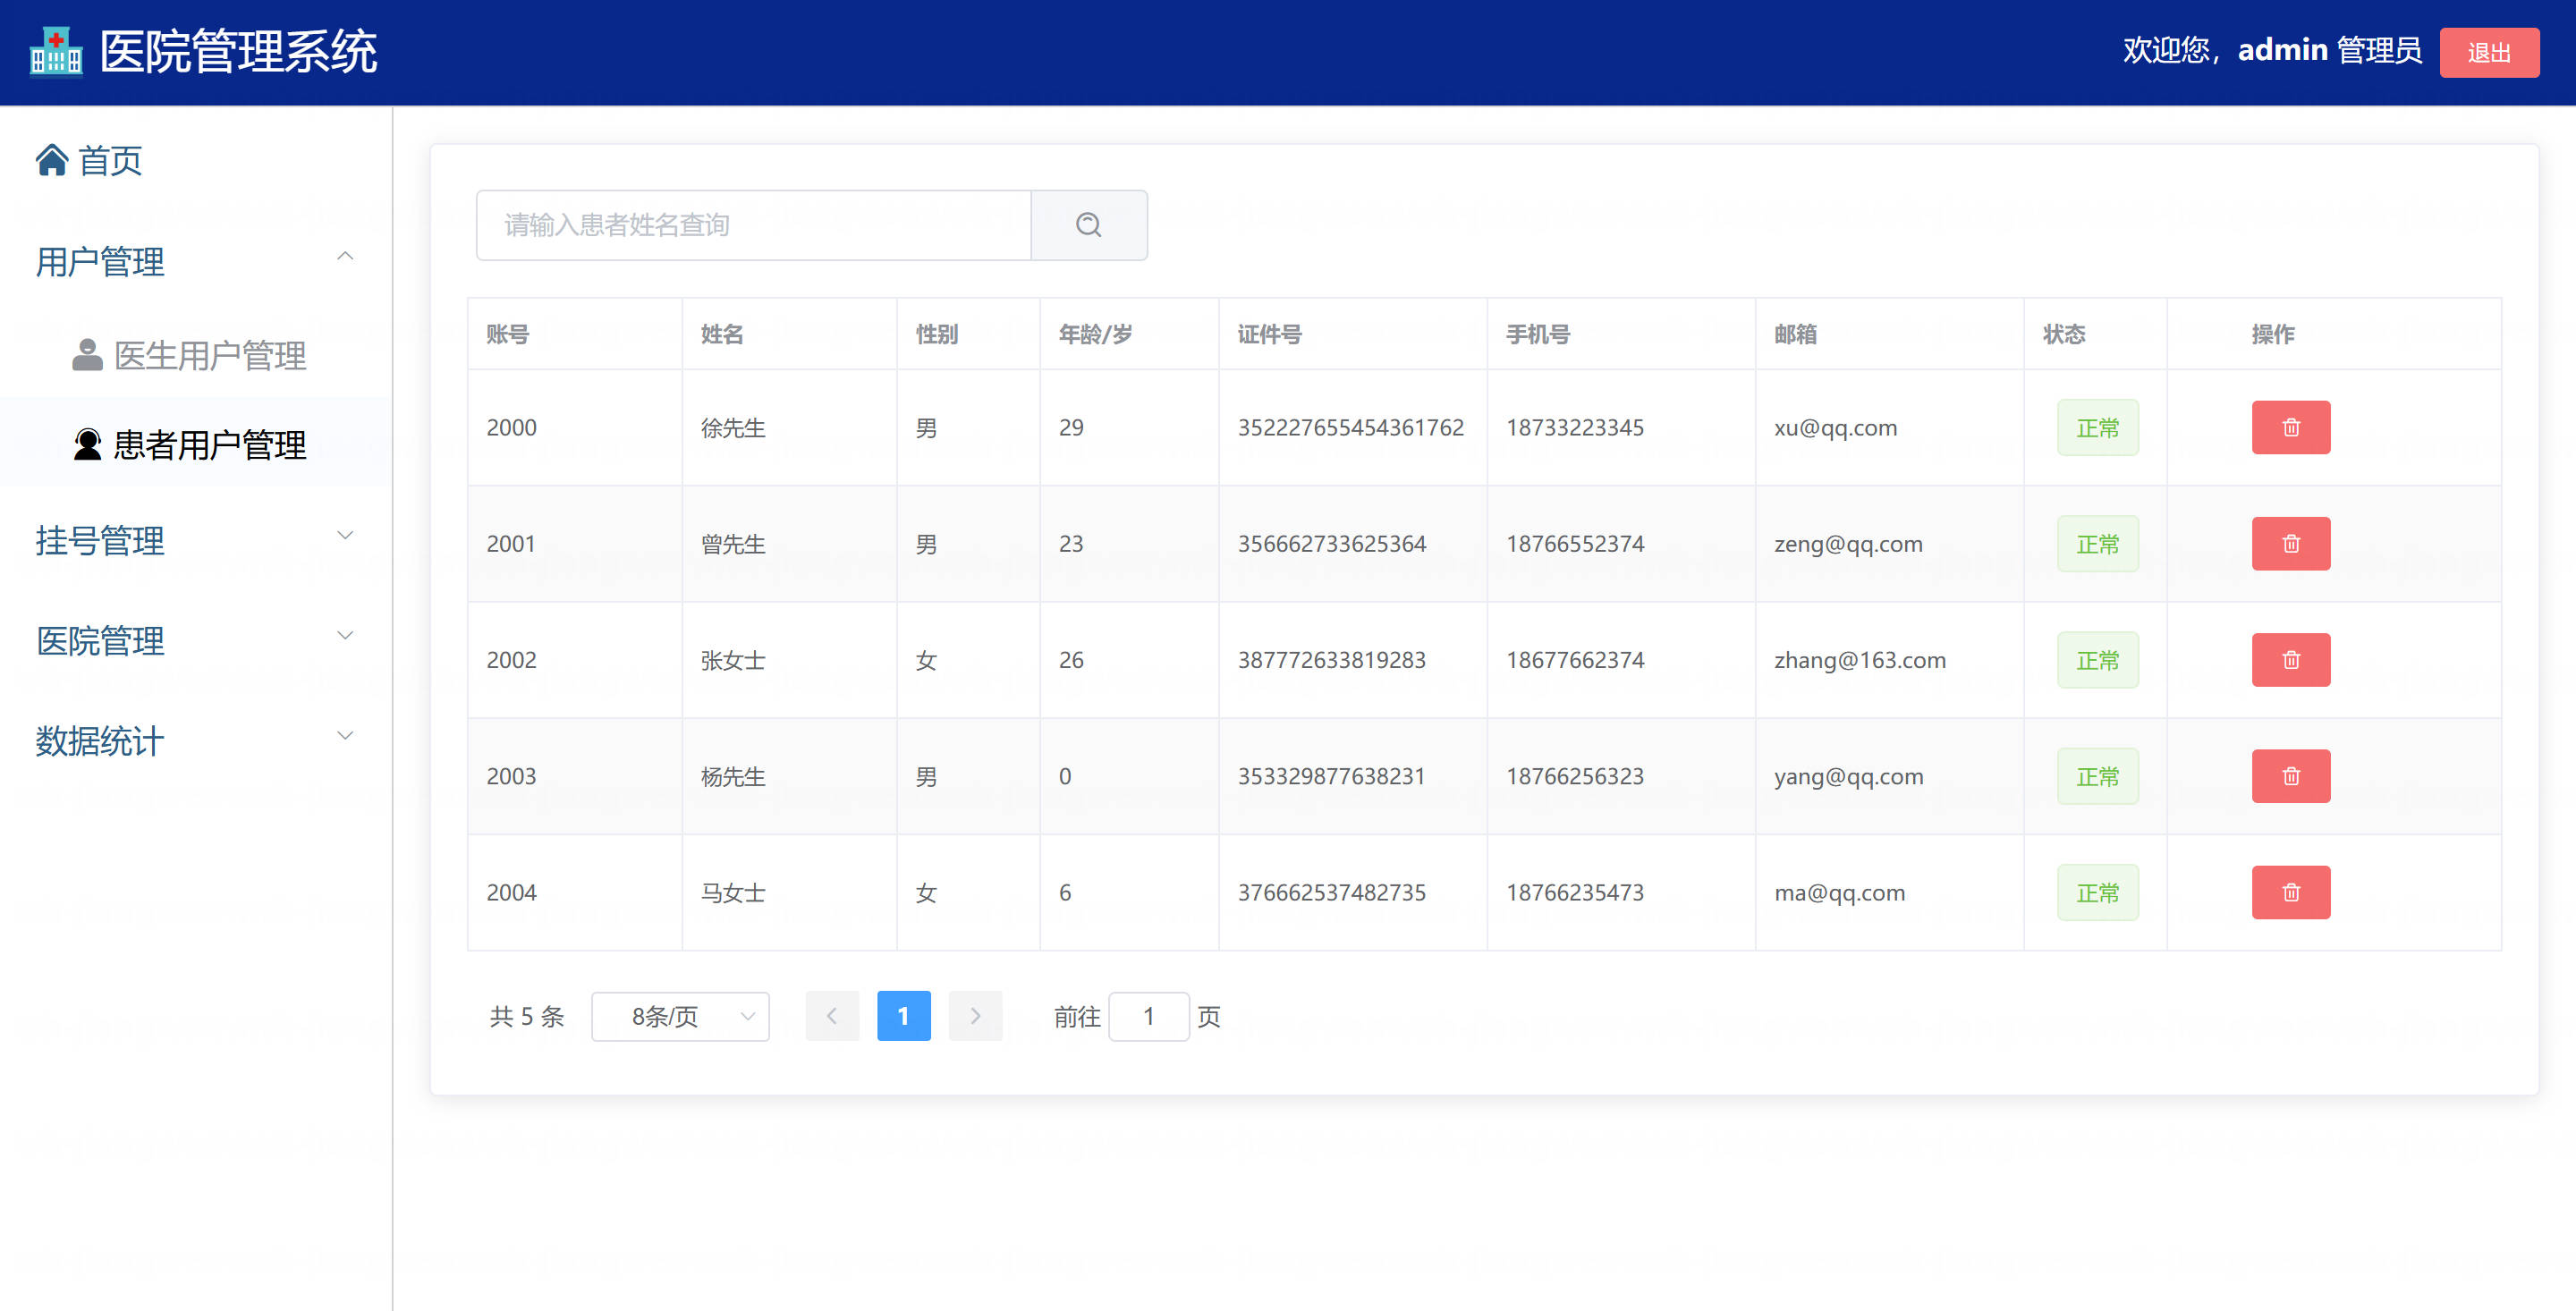 医院管理系统
欢迎您，admin 管理员 退出
首页
用户管理
医生用户管理
患者用户管理
挂号管理
医院管理
数据统计
请输入患者姓名查询
账号 姓名 性别 年龄/岁 证件号 手机号 邮箱 状态 操作
2000 徐先生 男 29 352227655454361762 18733223345 xu@qq.com 正常
2001 曾先生 男 23 356662733625364 18766552374 zeng@qq.com 正常
2002 张女士 女 26 387772633819283 18677662374 zhang@163.com 正常
2003 杨先生 男 0 353329877638231 18766256323 yang@qq.com 正常
2004 马女士 女 6 376662537482735 18766235473 ma@qq.com 正常
共 5 条 8条/页 1 前往 1 页